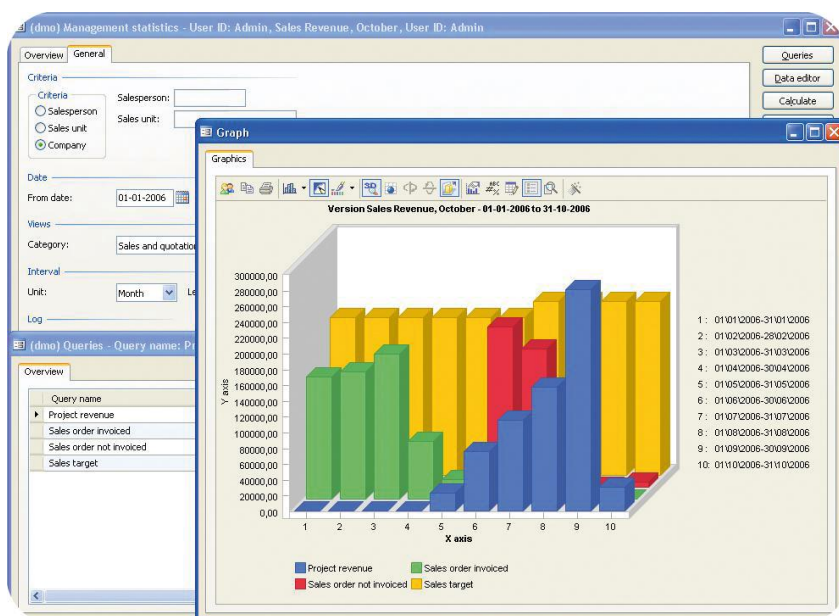 (dmo) Management statistics - User ID: Admin, Sales Revenue, October, User ID: Admin
Overview General
Queries
Data editor
Calculate
Criteria
Criteria
Salesperson
Sales unit
Company
Salesperson:
Sales unit:
Date
From date: 01-01-2006
Views
Category: Sales and quotation
Interval
Unit: Month
Log
(dmo) Queries - Query name:
Overview
Query name
Project revenue
Sales order invoiced
Sales order not invoiced
Sales target
Graph
Graphics
3D
Version Sales Revenue, October - 01-01-2006 to 31-10-2006
Y axis
300000,00
280000,00
260000,00
240000,00
220000,00
200000,00
180000,00
160000,00
140000,00
120000,00
100000,00
80000,00
60000,00
40000,00
20000,00
0,00
1 2 3 4 5 6 7 8 9 10
X axis
1 : 01\01\2006-31\01\2006
2 : 01\02\2006-28\02\2006
3 : 01\03\2006-31\03\2006
4 : 01\04\2006-30\04\2006
5 : 01\05\2006-31\05\2006
6 : 01\06\2006-30\06\2006
7 : 01\07\2006-31\07\2006
8 : 01\08\2006-31\08\2006
9 : 01\09\2006-30\09\2006
10: 01\10\2006-31\10\2006
Project revenue Sales order invoiced
Sales order not invoiced Sales target